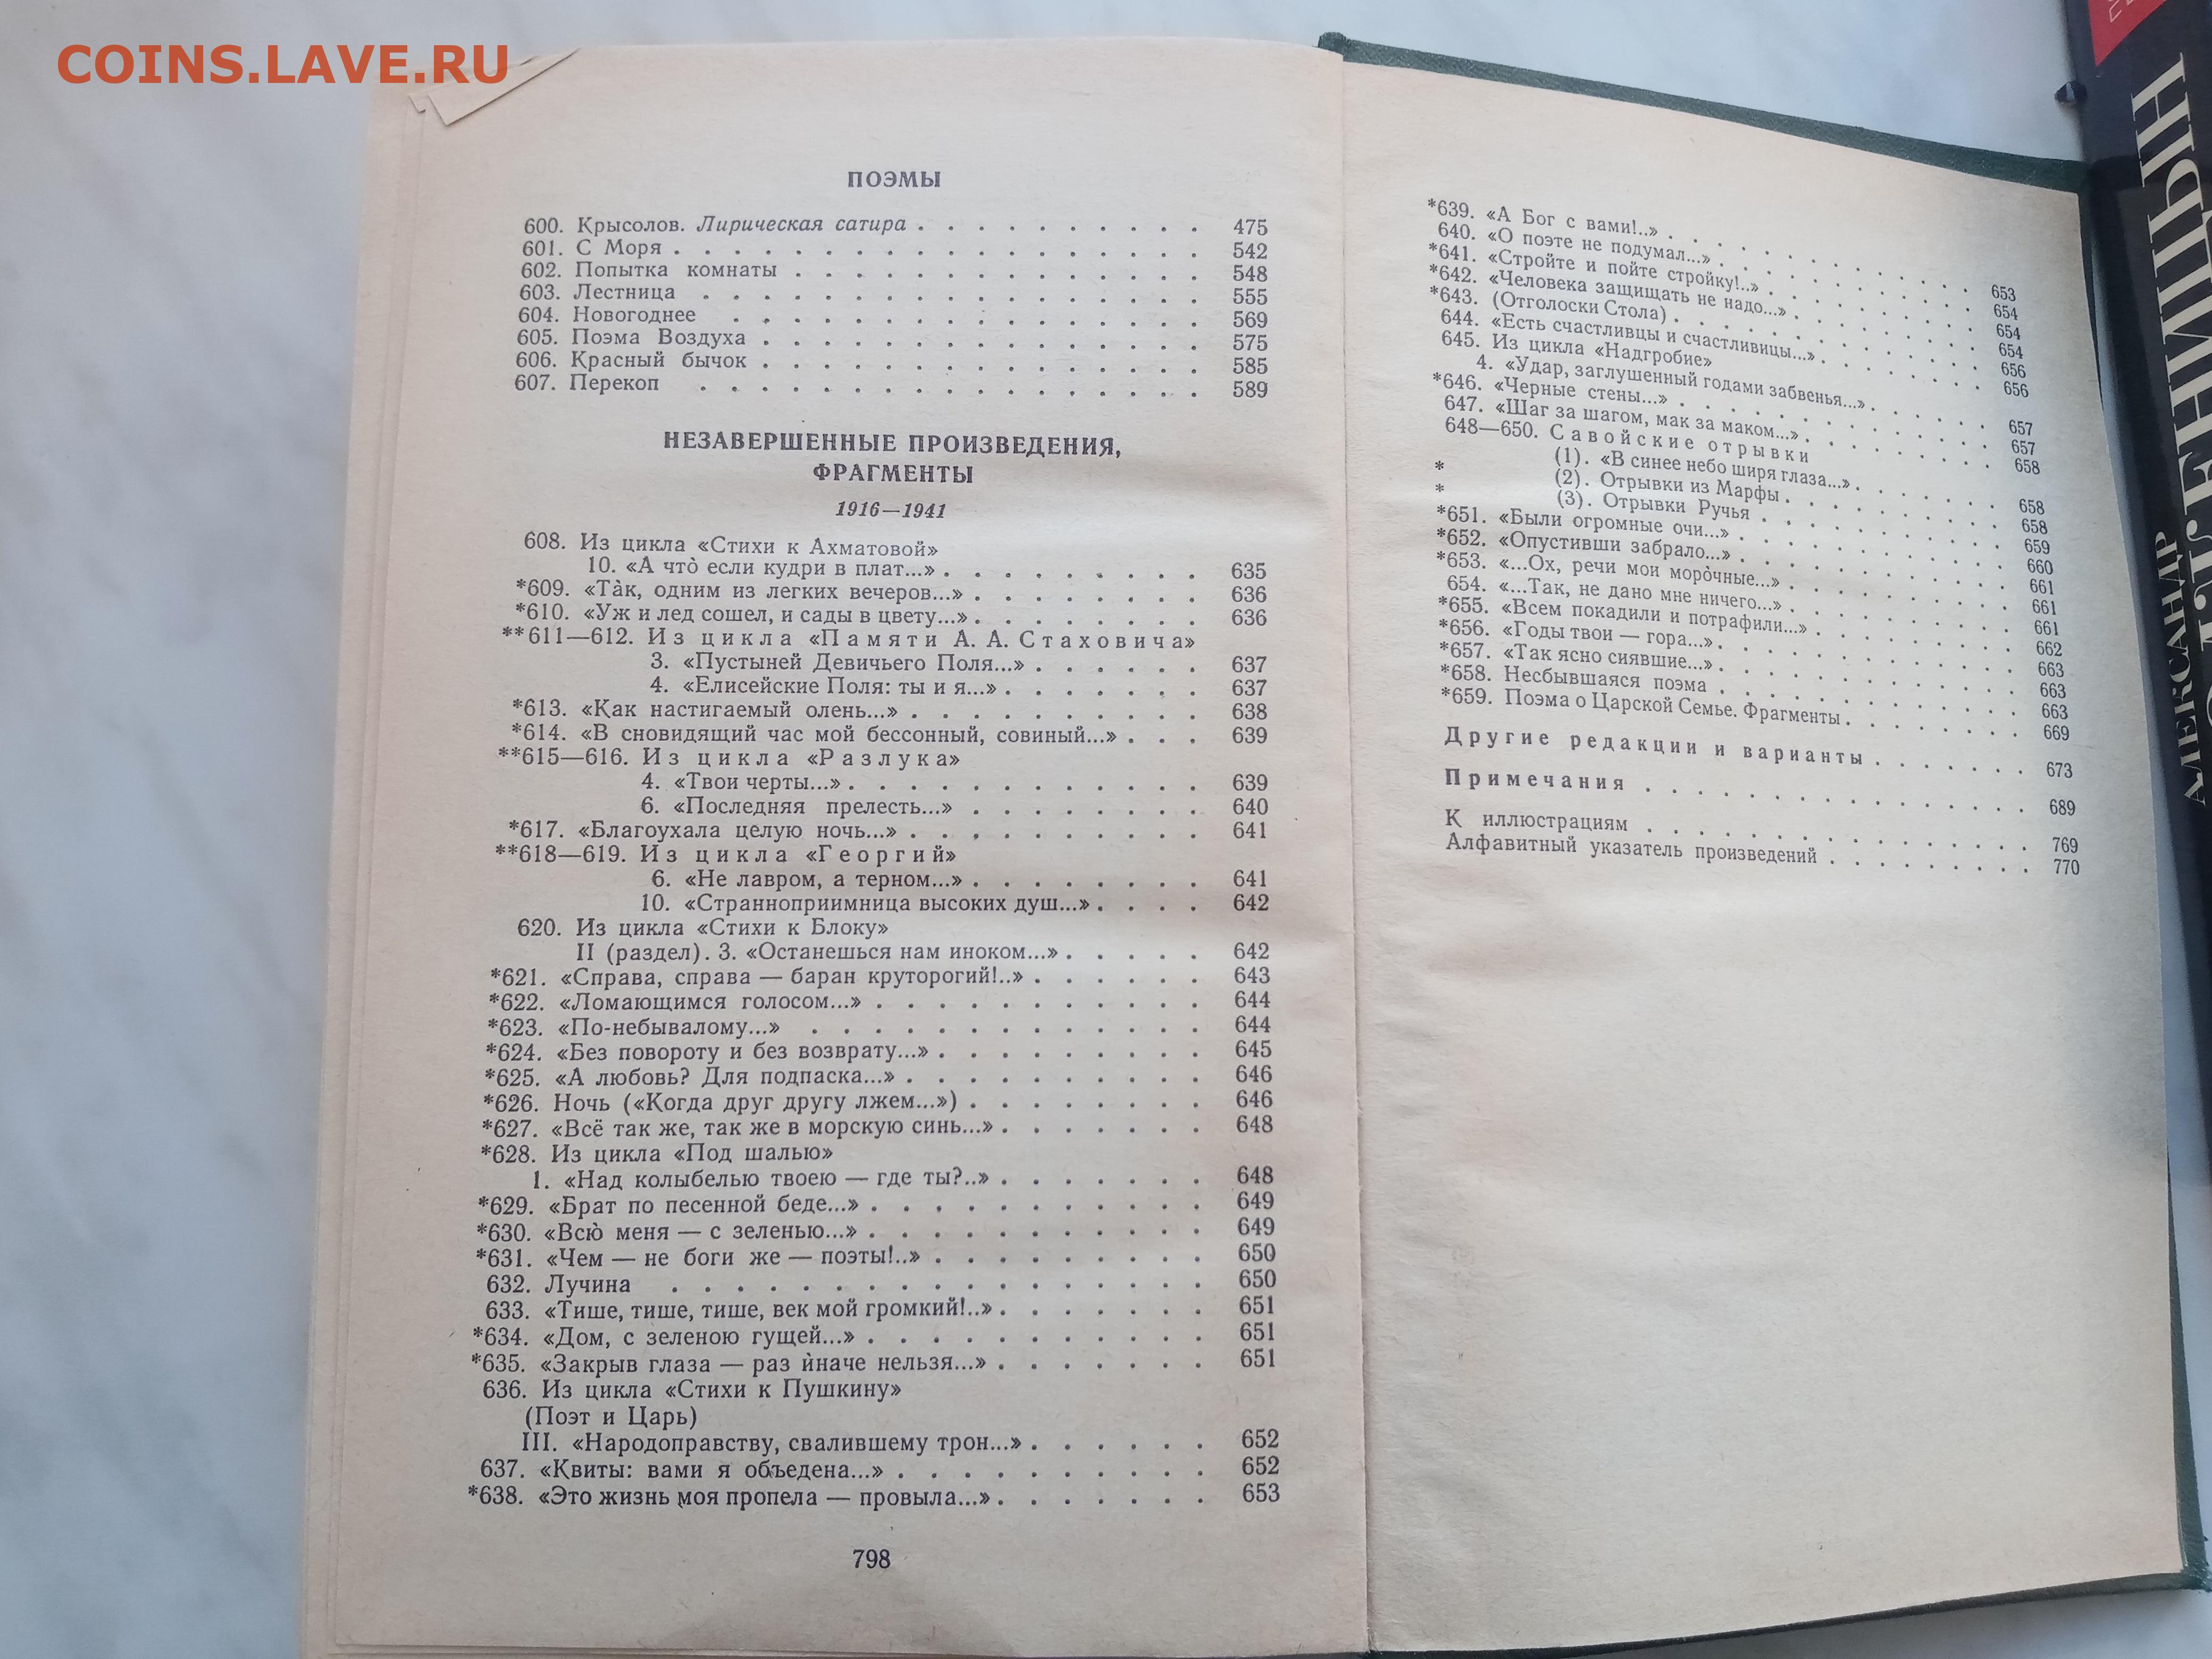 COINS.LAVE.RU
ПОЭМЫ
600. Крысолов. Лирическая сатира . . . . . . . . . . 475
601. С Моря . . . . . . . . . . . . . . . . . 542
602. Попытка комнаты . . . . . . . . . . . . . 548
603. Лестница . . . . . . . . . . . . . . . . 555
604. Новогоднее . . . . . . . . . . . . . . . 569
605. Поэма Воздуха . . . . . . . . . . . . . . 575
606. Красный бычок . . . . . . . . . . . . . . 585
607. Перекоп . . . . . . . . . . . . . . . . 589
НЕЗАВЕРШЕННЫЕ ПРОИЗВЕДЕНИЯ,
ФРАГМЕНТЫ
1916—1941
608. Из цикла «Стихи к Ахматовой»
10. «А что̀ если кудри в плат...» . . . . . . . . . 635
*609. «Та̀к, одним из легких вечеров...» . . . . . . . . 636
*610. «Уж и лед сошел, и сады в цвету...» . . . . . . . . 636
**611—612. Из цикла «Памяти А. А. Стаховича»
3. «Пустыней Девичьего Поля...» . . . . . . 637
4. «Елисейские Поля: ты и я...» . . . . . . . 637
*613. «Как настигаемый олень...» . . . . . . . . . . 638
*614. «В сновидящий час мой бессонный, совиный...» . . . 639
**615—616. Из цикла «Разлука»
4. «Твои черты...» . . . . . . . . . . . . 639
6. «Последняя прелесть...» . . . . . . . . 640
*617. «Благоухала целую ночь...» . . . . . . . . . . 641
**618—619. Из цикла «Георгий»
6. «Не лавром, а терном...» . . . . . . . . 641
10. «Странноприимница высоких душ...» . . . . 642
620. Из цикла «Стихи к Блоку»
II (раздел). 3. «Останешься нам иноком...» . . . . . 642
*621. «Справа, справа — баран круторогий!..» . . . . . . 643
*622. «Ломающимся голосом...» . . . . . . . . . . . 644
*623. «По-небывалому...» . . . . . . . . . . . . . 644
*624. «Без повороту и без возврату...» . . . . . . . . . 645
*625. «А любовь? Для подпаска...» . . . . . . . . . . 646
*626. Ночь («Когда друг другу лжем...») . . . . . . . . 646
*627. «Всё так же, так же в морскую синь...» . . . . . . . 648
*628. Из цикла «Под шалью»
1. «Над колыбелью твоею — где ты?..» . . . . . . . 648
*629. «Брат по песенной беде...» . . . . . . . . . . . 649
*630. «Всю̀ меня — с зеленью...» . . . . . . . . . . . 649
*631. «Чем — не боги же — поэты!..» . . . . . . . . . 650
632. Лучина . . . . . . . . . . . . . . . . . 650
633. «Тише, тише, тише, век мой громкий!..» . . . . . . . 651
*634. «Дом, с зеленою гущей...» . . . . . . . . . . . 651
*635. «Закрыв глаза — раз ѝначе нельзя...» . . . . . . . 651
636. Из цикла «Стихи к Пушкину»
(Поэт и Царь)
III. «Народоправству, свалившему трон...» . . . . . . 652
637. «Квиты: вами я объедена...» . . . . . . . . . . 652
*638. «Это жизнь моя пропела — провыла...» . . . . . . . 653
798
*639. «А Бог с вами!..» . . . . . . . . . . . . . 653
640. «О поэте не подумал...» . . . . . . . . . . . 654
*641. «Стройте и пойте стройку!..» . . . . . . . . . 654
*642. «Человека защищать не надо...» . . . . . . . . 654
*643. (Отголоски Стола) . . . . . . . . . . . . . 656
644. «Есть счастливцы и счастливицы...» . . . . . . . 656
645. Из цикла «Надгробие»
4. «Удар, заглушенный годами забвенья...» . . . . . . 657
*646. «Черные стены...» . . . . . . . . . . . . . 657
647. «Шаг за шагом, мак за маком...» . . . . . . . . 658
648—650. Савойские отрывки
(1). «В синее небо ширя глаза...» . . . . . . 658
* (2). Отрывки из Марфы . . . . . . . . . 658
* (3). Отрывки Ручья . . . . . . . . . . 659
*651. «Были огромные очи...» . . . . . . . . . . . 660
*652. «Опустивши забрало...» . . . . . . . . . . . 661
*653. «...Ох, речи мои моро̀чные...» . . . . . . . . . 661
654. «...Так, не дано мне ничего...» . . . . . . . . . 661
*655. «Всем покадили и потрафили...» . . . . . . . . 662
*656. «Годы твои — гора...» . . . . . . . . . . . . 663
*657. «Так ясно сиявшие...» . . . . . . . . . . . . 663
*658. Несбывшаяся поэма . . . . . . . . . . . . 663
*659. Поэма о Царской Семье. Фрагменты . . . . . . . 669
Другие редакции и варианты . . . . . . . 673
Примечания . . . . . . . . . . . . . . . 689
К иллюстрациям . . . . . . . . . . . . . . . 769
Алфавитный указатель произведений . . . . . . . . 770
АЛЕКСАНДР